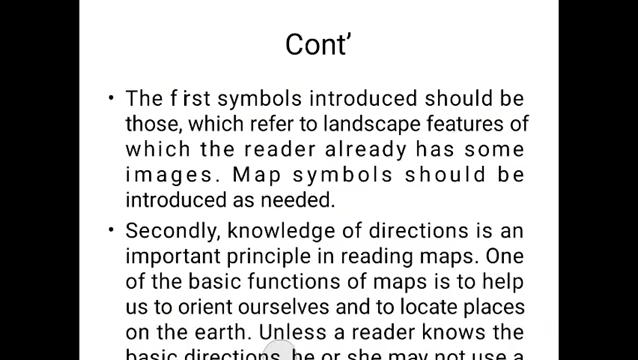 Cont’
• The first symbols introduced should be
those, which refer to landscape features of
which the reader already has some
images. Map symbols should be
introduced as needed.
• Secondly, knowledge of directions is an
important principle in reading maps. One
of the basic functions of maps is to help
us to orient ourselves and to locate places
on the earth. Unless a reader knows the
basic directions, he or she may not use a